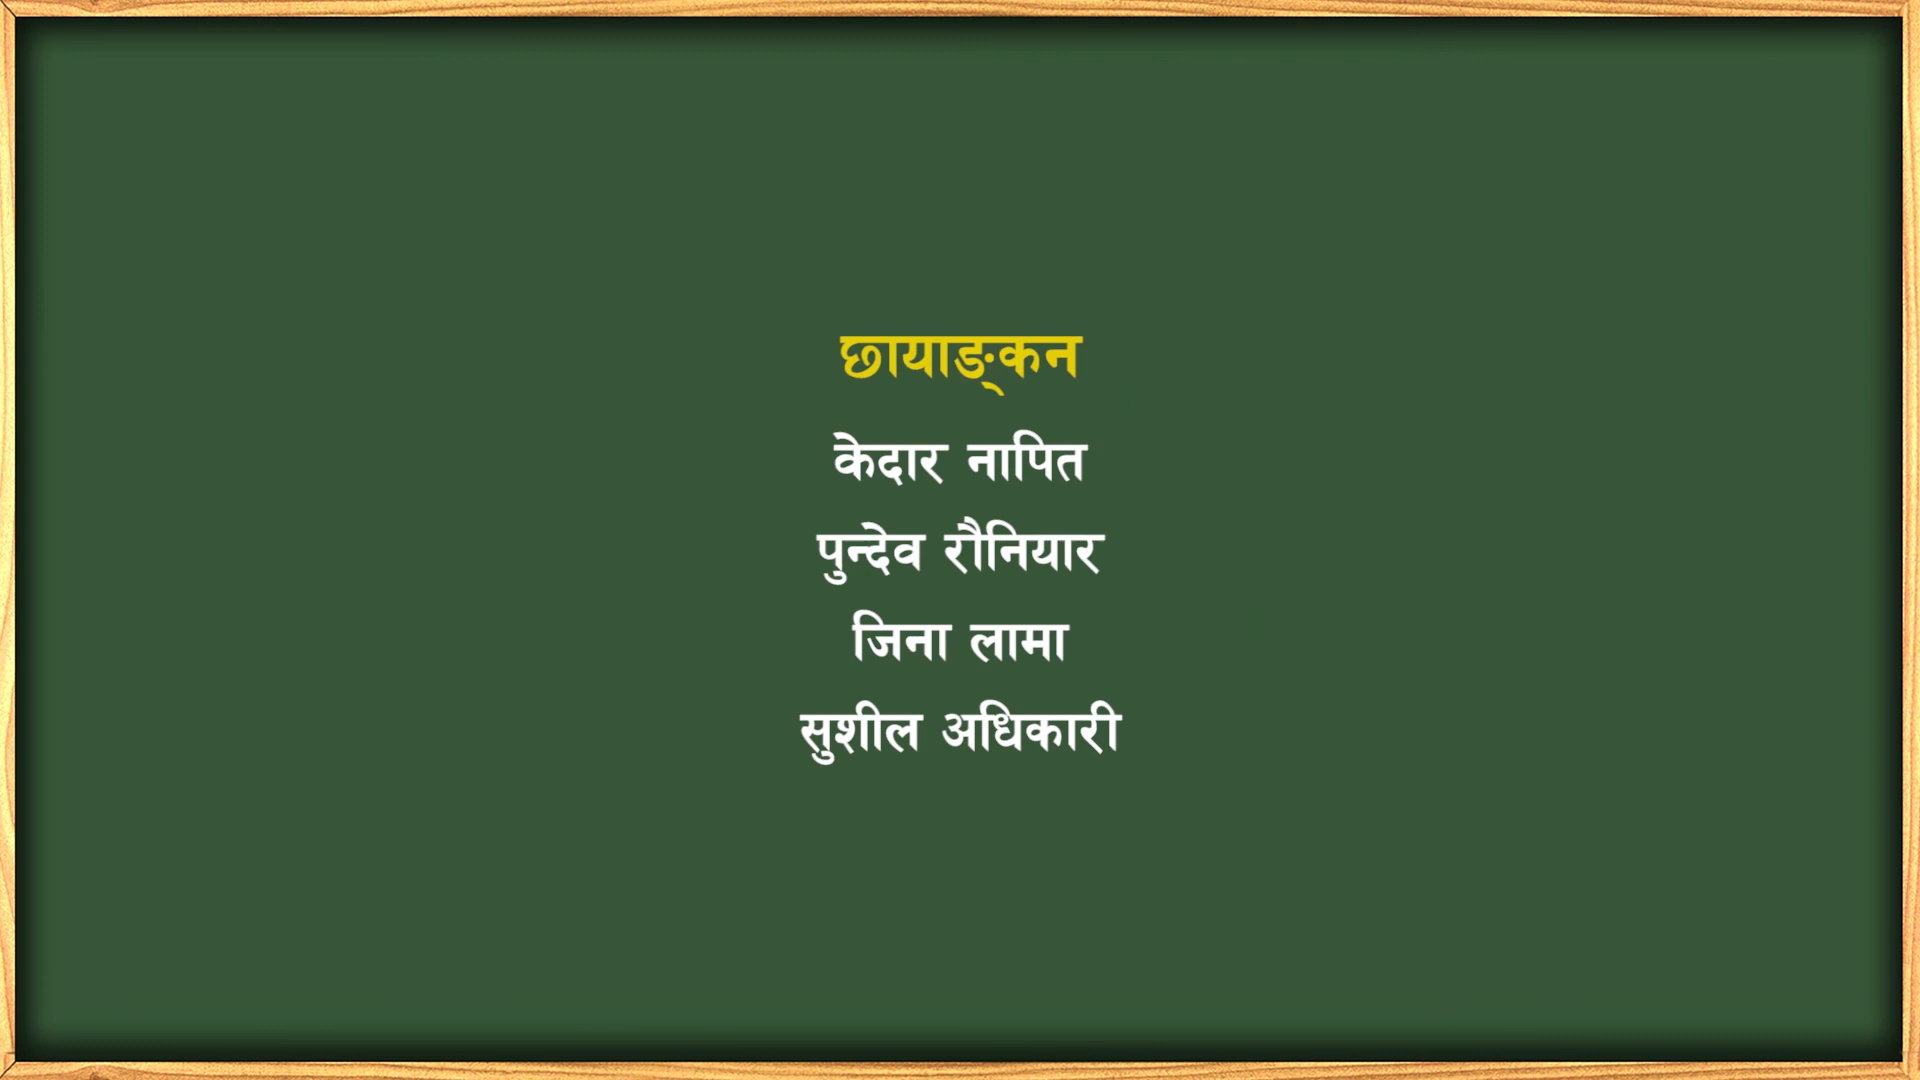 छायाङ्कन
केदार नापित
पुन्देव रौनियार
जिना लामा
सुशील अधिकारी